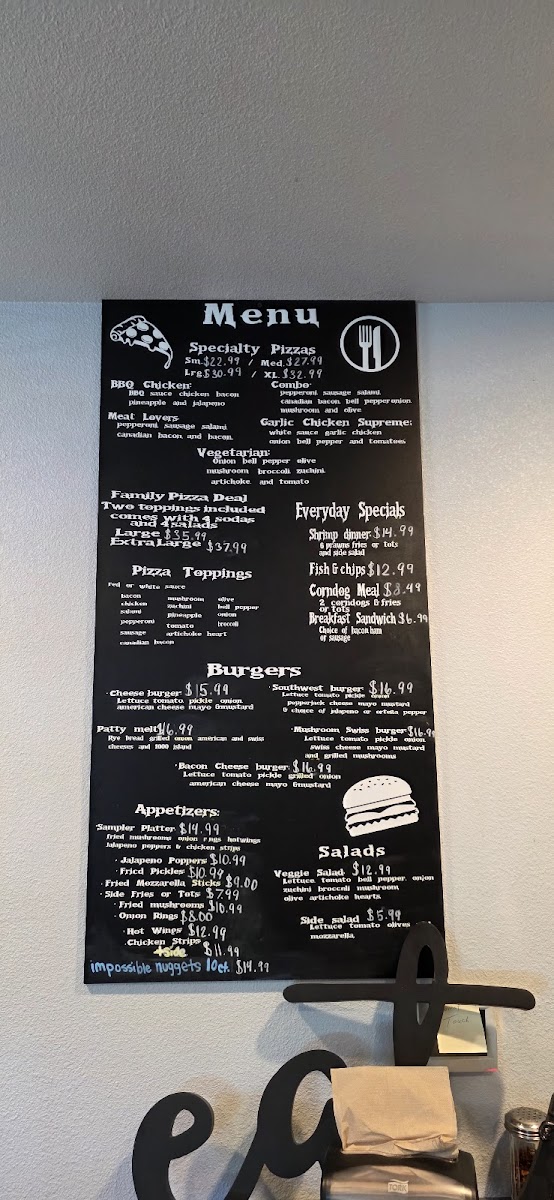 Menu
Specialty Pizzas
Sm. $22.99 / Med. $27.99
Lrg $30.99 / XL. $32.99
BBQ Chicken:
BBQ sauce chicken bacon
pineapple and jalapeno
Combo:
pepperoni sausage salami
canadian bacon bell pepper onion
mushroom and olive
Meat Lovers
pepperoni sausage salami
canadian bacon and bacon
Garlic Chicken Supreme:
white sauce garlic chicken
onion bell pepper and tomatoes
Vegetarian:
Onion bell pepper olive
mushroom broccoli zuchini
artichoke and tomato
Family Pizza Deal
Two toppings included
comes with 4 sodas
and 4 salads
Large $35.99
Extra Large $37.99
Everyday Specials
Shrimp dinner $14.99
6 prawns fries or tots
and side salad
Fish & chips $12.99
Corndog Meal $8.49
2 corndogs & fries
or tots
Breakfast Sandwich $6.99
Choice of bacon ham
or sausage
Pizza Toppings
red or white sauce
bacon mushroom olive
chicken zuchini bell pepper
salami pineapple onion
pepperoni tomato broccoli
sausage artichoke heart
canadian bacon
Burgers
· Cheese burger $15.99
Lettuce tomato pickle onion
american cheese mayo & mustard
· Southwest burger $16.99
Lettuce tomato pickle onion
pepperjack cheese mayo mustard
& choice of jalapeno or ortega pepper
Patty melt $16.99
Rye bread grilled onion american and swiss
cheeses and 1000 island
· Mushroom Swiss burger $16.99
Lettuce tomato pickle onion
swiss cheese mayo mustard
and grilled mushrooms
· Bacon Cheese burger $16.99
Lettuce tomato pickle grilled onion
american cheese mayo & mustard
Appetizers:
·Sampler Platter $14.99
fried mushrooms onion rings hotwings
jalapeno poppers & chicken strips
· Jalapeno Poppers $10.99
· Fried Pickles $10.99
· Fried Mozzarella Sticks $9.00
· Side Fries or Tots $7.99
· Fried mushrooms $10.99
· Onion Rings $8.00
· Hot Wings $12.99
· Chicken Strips $11.99
+side
impossible nuggets 10ct. $14.99
Salads
Veggie Salad $12.99
Lettuce tomato bell pepper onion
zuchini broccoli mushroom
olive artichoke hearts
Side salad $5.99
Lettuce tomato olives
mozzarella
eat
TORK